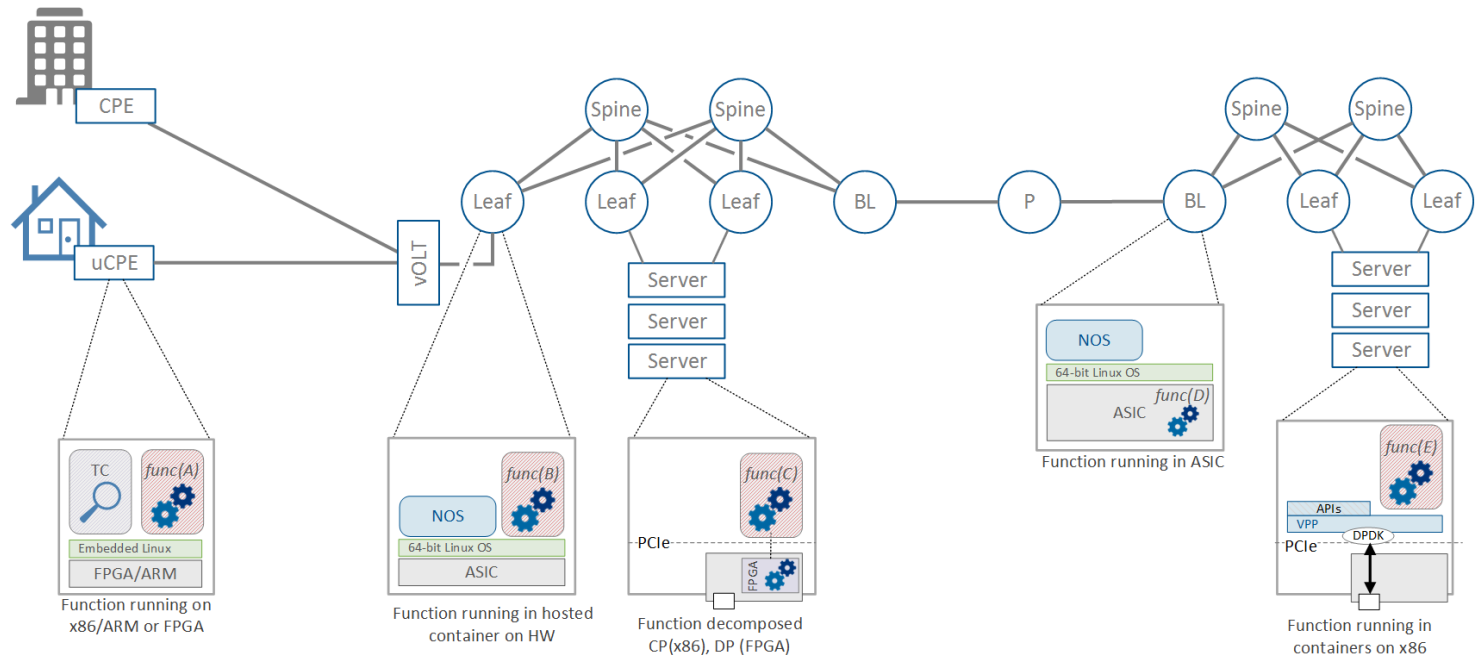 CPE
uCPE
vOLT
Spine
Spine
Leaf
Leaf
Leaf
BL
P
BL
Spine
Spine
Leaf
Leaf
Server
Server
Server
Server
Server
Server
TC
func(A)
Embedded Linux
FPGA/ARM
Function running on
x86/ARM or FPGA
func(B)
NOS
64-bit Linux OS
ASIC
Function running in hosted
container on HW
func(C)
PCIe
FPGA
Function decomposed
CP(x86), DP (FPGA)
NOS
64-bit Linux OS
func(D)
ASIC
Function running in ASIC
func(E)
APIs
VPP
DPDK
PCIe
Function running in
containers on x86